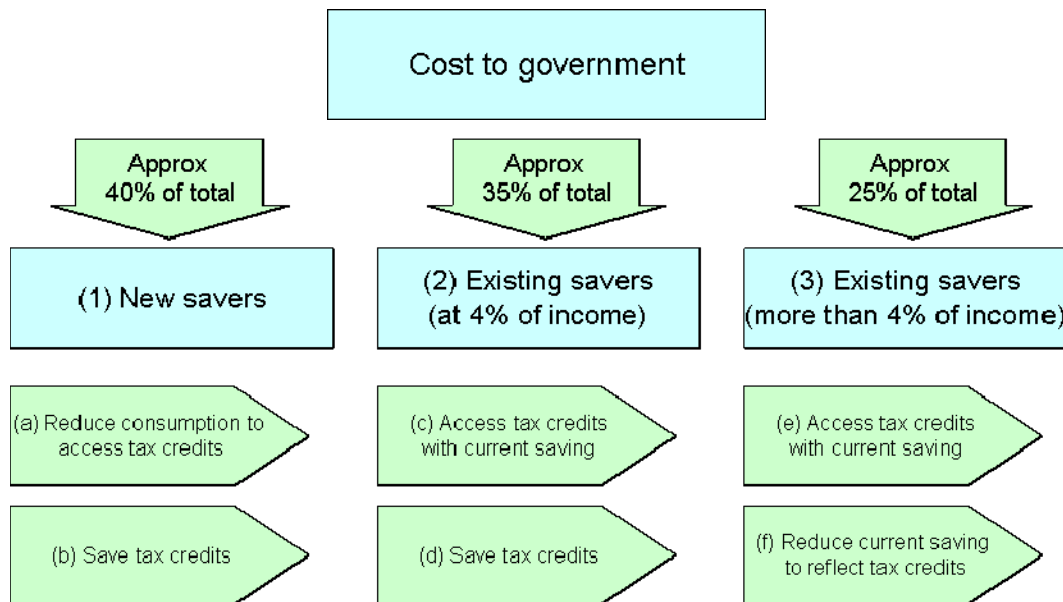 Cost to government
Approx
40% of total
Approx
35% of total
Approx
25% of total
(1) New savers
(2) Existing savers
(at 4% of income)
(3) Existing savers
(more than 4% of income)
(a) Reduce consumption to
access tax credits
(c) Access tax credits
with current saving
(e) Access tax credits
with current saving
(b) Save tax credits
(d) Save tax credits
(f) Reduce current saving
to reflect tax credits